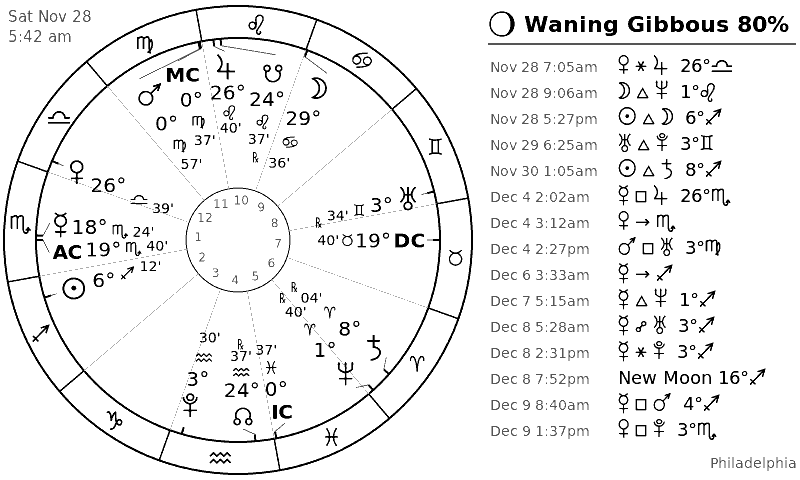 Sat Nov 28
5:42 am
Waning Gibbous 80%
♍ ♌ ♋ ♊ ♉ ♈ ♓ ♒ ♑ ♐ ♏ ♎
MC 0° ♍ 37'
♂ 0° ♍ 57'
♃ 26° ♌ 40'
☋ 24° ♌ 37' ℞
☽ 29° ♋ 36'
♀ 26° ♎ 39'
☿ 18° ♏ 24'
AC 19° ♏ 40'
☉ 6° ♐ 12'
♅ 3° ♊ 34' ℞
DC 19° ♉ 40'
♄ 8° ♈ 04' ℞
♆ 1° ♈ 40' ℞
♇ 3° ♒ 30'
☊ 24° ♒ 37' ℞
IC 0° ♓ 37'
1
2
3
4
5
6
7
8
9
10
11
12
Nov 28 7:05am ♀ ⚹ ♃ 26°♎
Nov 28 9:06am ☽ △ ♆ 1°♌
Nov 28 5:27pm ☉ △ ☽ 6°♐
Nov 29 6:25am ♅ △ ♇ 3°♊
Nov 30 1:05am ☉ △ ♄ 8°♐
Dec 4 2:02am ☿ □ ♃ 26°♏
Dec 4 3:12am ♀ → ♏
Dec 4 2:27pm ♂ □ ♅ 3°♍
Dec 6 3:33am ☿ → ♐
Dec 7 5:15am ☿ △ ♆ 1°♐
Dec 8 5:28am ☿ ☍ ♅ 3°♐
Dec 8 2:31pm ☿ ⚹ ♇ 3°♐
Dec 8 7:52pm New Moon 16°♐
Dec 9 8:40am ☿ □ ♂ 4°♐
Dec 9 1:37pm ♀ □ ♇ 3°♏
Philadelphia